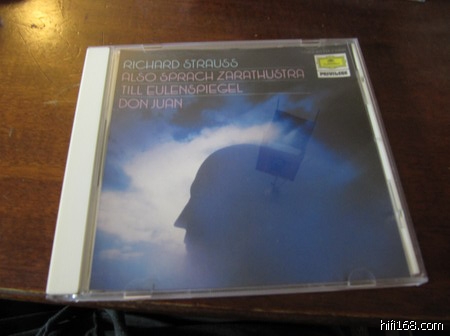 RICHARD STRAUSS
ALSO SPRACH ZARATHUSTRA
TILL EULENSPIEGEL
DON JUAN
hifi168.com